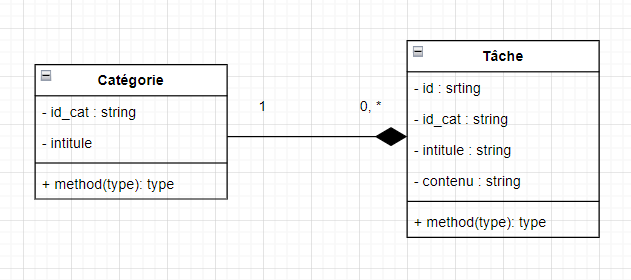 Catégorie
- id_cat : string
- intitule
+ method(type): type
1
0, *
Tâche
- id : srting
- id_cat : string
- intitule : string
- contenu : string
+ method(type): type